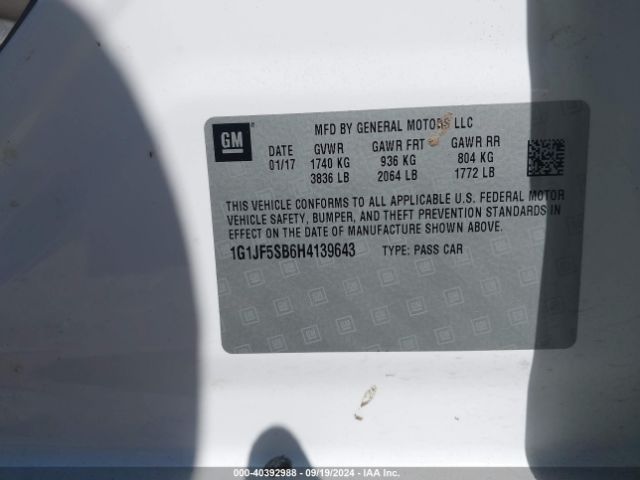 GM
MFD BY GENERAL MOTORS LLC
DATE GVWR GAWR FRT GAWR RR
01/17 1740 KG 936 KG 804 KG
3836 LB 2064 LB 1772 LB
THIS VEHICLE CONFORMS TO ALL APPLICABLE U.S. FEDERAL MOTOR
VEHICLE SAFETY, BUMPER, AND THEFT PREVENTION STANDARDS IN
EFFECT ON THE DATE OF MANUFACTURE SHOWN ABOVE.
1G1JF5SB6H4139643 TYPE: PASS CAR
000-40392988 - 09/19/2024 - IAA Inc.